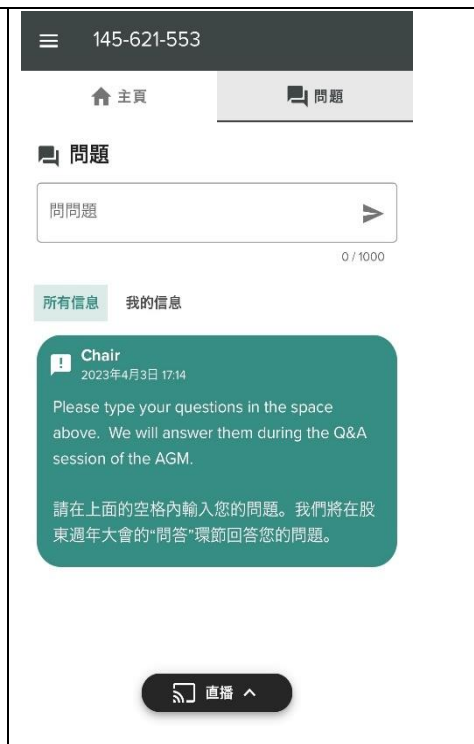 145-621-553
主頁 問題
問題
問問題
0 / 1000
所有信息 我的信息
Chair
2023年4月3日 17:14
Please type your questions in the space
above. We will answer them during the Q&A
session of the AGM.
請在上面的空格內輸入您的問題。我們將在股
東週年大會的“問答”環節回答您的問題。
直播